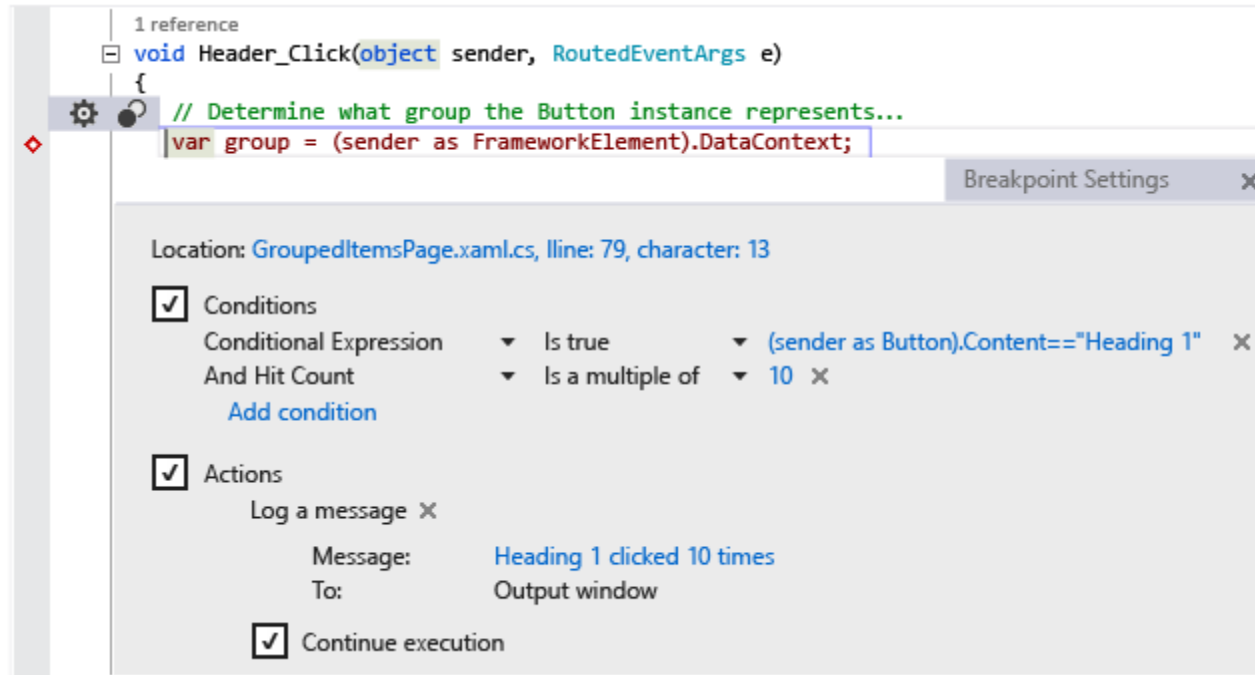 1 reference
void Header_Click(object sender, RoutedEventArgs e)
{
// Determine what group the Button instance represents...
var group = (sender as FrameworkElement).DataContext;
Breakpoint Settings
Location: GroupedItemsPage.xaml.cs, lline: 79, character: 13
Conditions
Conditional Expression Is true (sender as Button).Content=="Heading 1"
And Hit Count Is a multiple of 10
Add condition
Actions
Log a message
Message: Heading 1 clicked 10 times
To: Output window
Continue execution